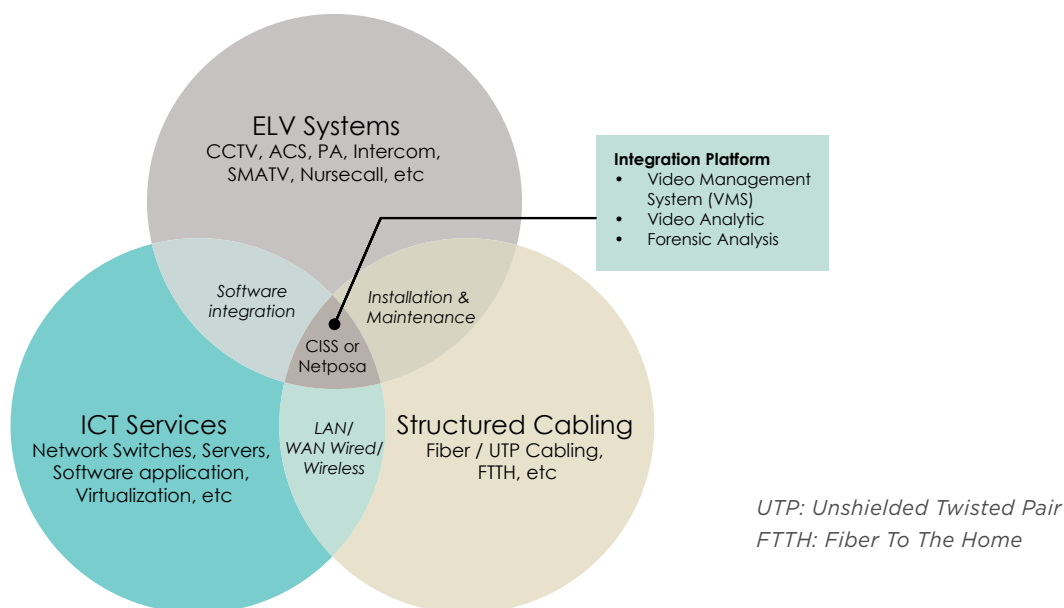 ELV Systems
CCTV, ACS, PA, Intercom,
SMATV, Nursecall, etc
Integration Platform
• Video Management
System (VMS)
• Video Analytic
• Forensic Analysis
Software
integration
Installation &
Maintenance
CISS or
Netposa
ICT Services
Network Switches, Servers,
Software application,
Virtualization, etc
LAN/
WAN Wired/
Wireless
Structured Cabling
Fiber / UTP Cabling,
FTTH, etc
UTP: Unshielded Twisted Pair
FTTH: Fiber To The Home